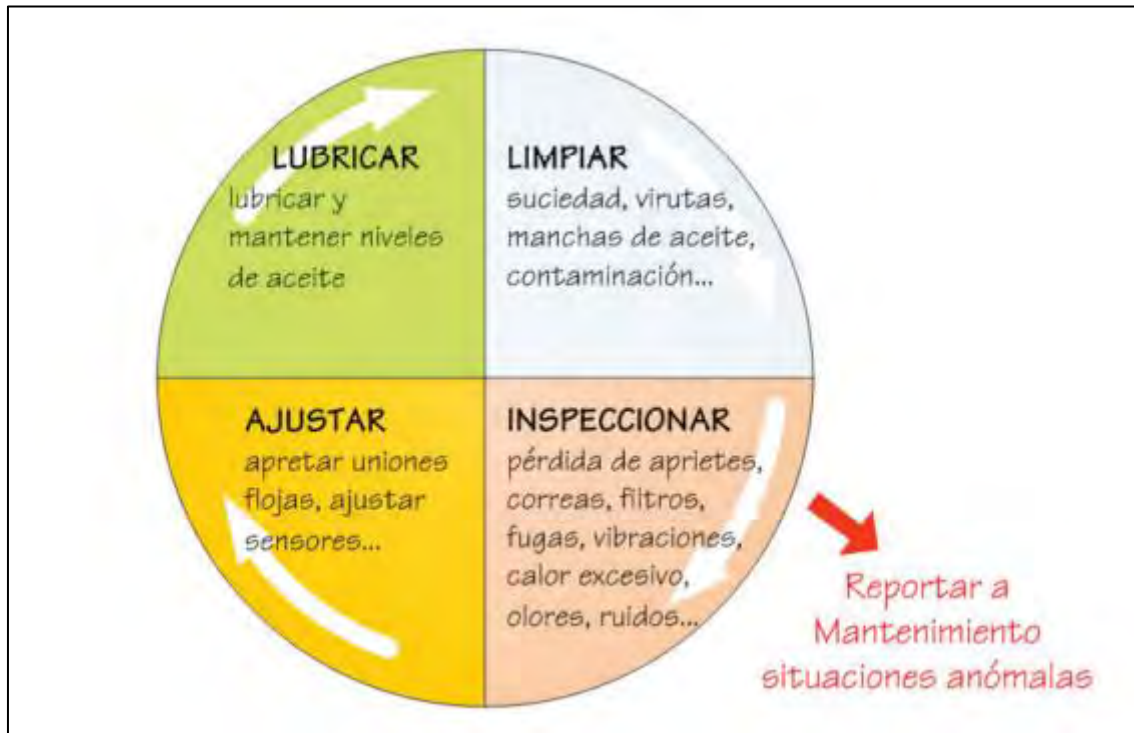 LUBRICAR
lubricar y
mantener niveles
de aceite
LIMPIAR
suciedad, virutas,
manchas de aceite,
contaminación...
AJUSTAR
apretar uniones
flojas, ajustar
sensores...
INSPECCIONAR
pérdida de aprietes,
correas, filtros,
fugas, vibraciones,
calor excesivo,
olores, ruidos...
Reportar a
Mantenimiento
situaciones anómalas